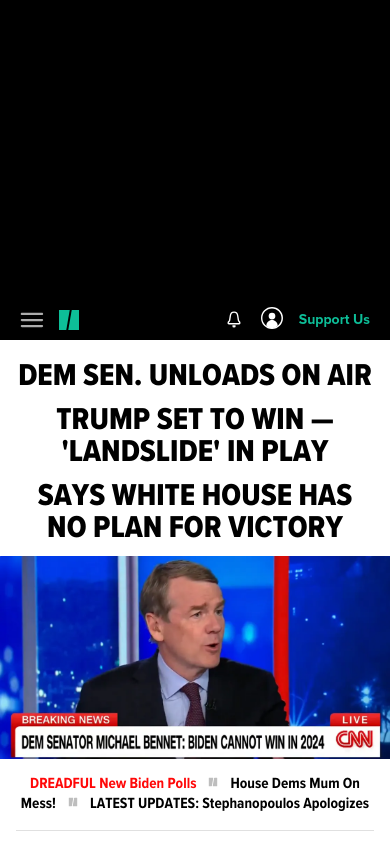 Support Us
DEM SEN. UNLOADS ON AIR
TRUMP SET TO WIN —
'LANDSLIDE' IN PLAY
SAYS WHITE HOUSE HAS
NO PLAN FOR VICTORY
BREAKING NEWS
LIVE
DEM SENATOR MICHAEL BENNET: BIDEN CANNOT WIN IN 2024
CNN
DREADFUL New Biden Polls House Dems Mum On
Mess! LATEST UPDATES: Stephanopoulos Apologizes